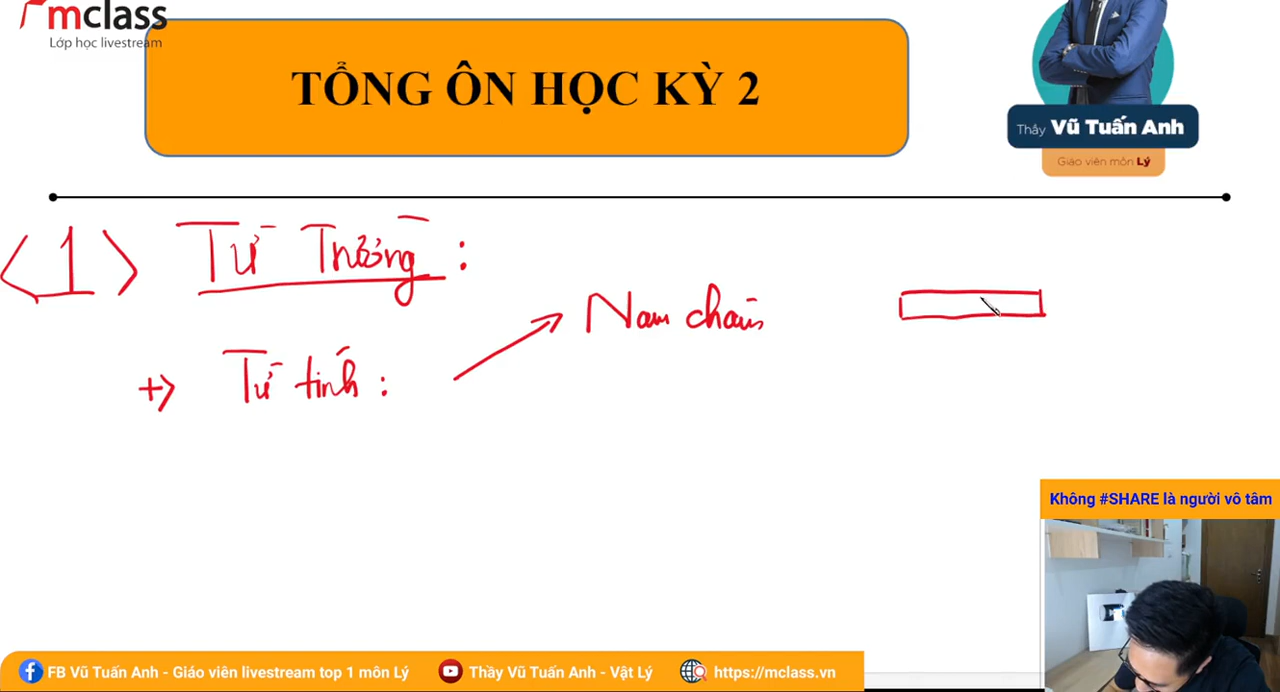 mclass
Lớp học livestream
TỔNG ÔN HỌC KỲ 2
Thầy Vũ Tuấn Anh
Giáo viên môn Lý
<1> Từ Trường :
Nam châm
+> Từ tính :
Không #SHARE là người vô tâm
FB Vũ Tuấn Anh - Giáo viên livestream top 1 môn Lý Thầy Vũ Tuấn Anh - Vật Lý https://mclass.vn